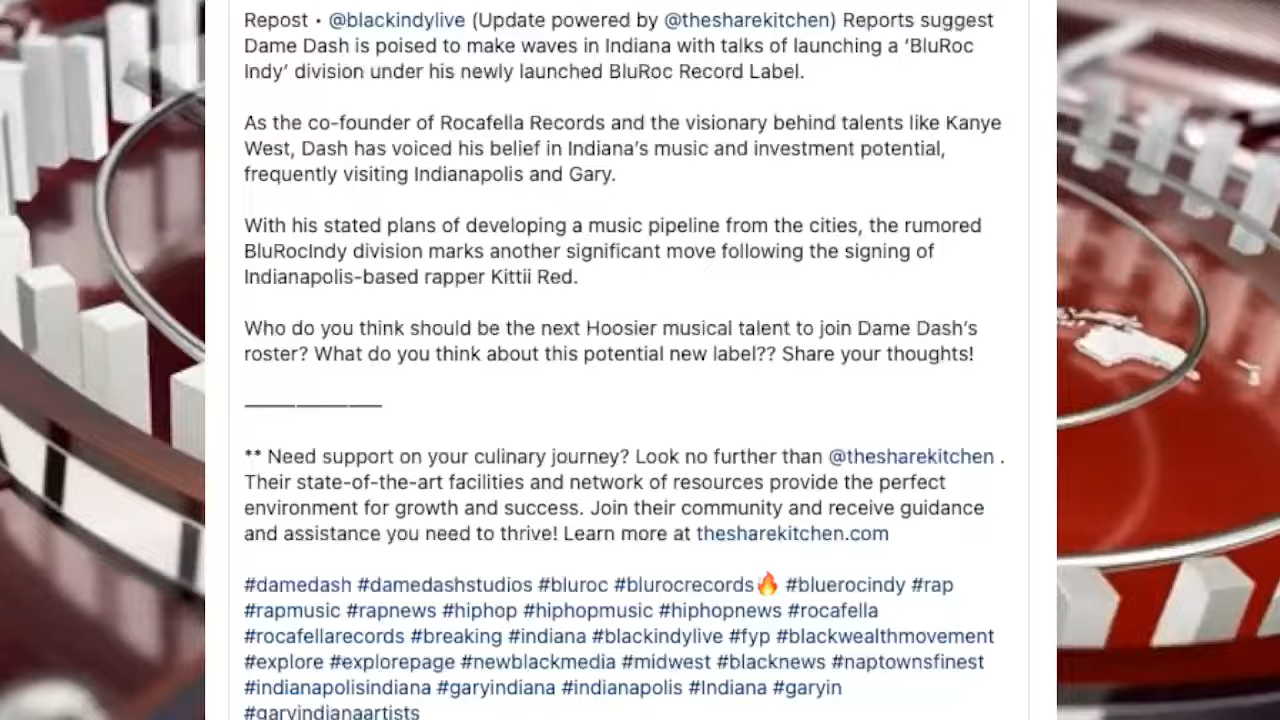 Repost • @blackindylive (Update powered by @thesharekitchen) Reports suggest
Dame Dash is poised to make waves in Indiana with talks of launching a ‘BluRoc
Indy’ division under his newly launched BluRoc Record Label.
As the co-founder of Rocafella Records and the visionary behind talents like Kanye
West, Dash has voiced his belief in Indiana’s music and investment potential,
frequently visiting Indianapolis and Gary.
With his stated plans of developing a music pipeline from the cities, the rumored
BluRocIndy division marks another significant move following the signing of
Indianapolis-based rapper Kittii Red.
Who do you think should be the next Hoosier musical talent to join Dame Dash’s
roster? What do you think about this potential new label?? Share your thoughts!
————————
** Need support on your culinary journey? Look no further than @thesharekitchen .
Their state-of-the-art facilities and network of resources provide the perfect
environment for growth and success. Join their community and receive guidance
and assistance you need to thrive! Learn more at thesharekitchen.com
#damedash #damedashstudios #bluroc #blurocrecords🔥 #bluerocindy #rap
#rapmusic #rapnews #hiphop #hiphopmusic #hiphopnews #rocafella
#rocafellarecords #breaking #indiana #blackindylive #fyp #blackwealthmovement
#explore #explorepage #newblackmedia #midwest #blacknews #naptownsfinest
#indianapolisindiana #garyindiana #indianapolis #Indiana #garyin
#garyindianaartists